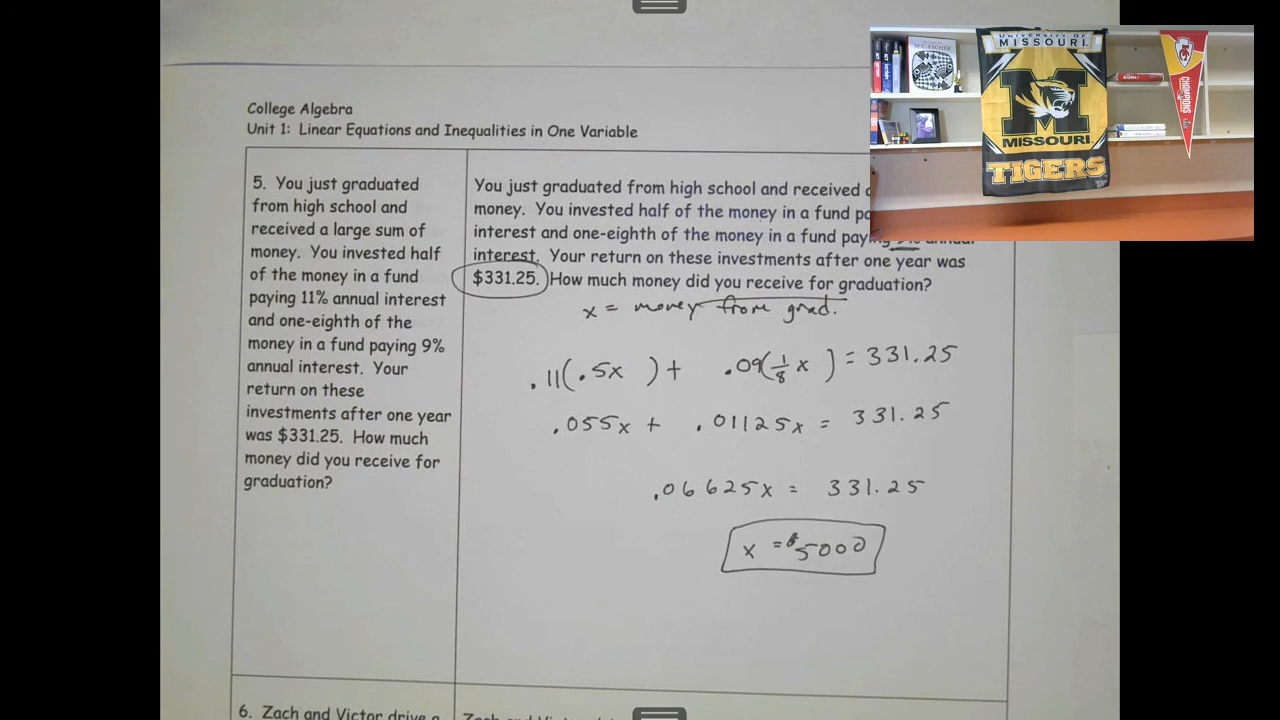 College Algebra
Unit 1: Linear Equations and Inequalities in One Variable
5. You just graduated
from high school and
received a large sum of
money. You invested half
of the money in a fund
paying 11% annual interest
and one-eighth of the
money in a fund paying 9%
annual interest. Your
return on these
investments after one year
was $331.25. How much
money did you receive for
graduation?
You just graduated from high school and received
money. You invested half of the money in a fund
interest and one-eighth of the money in a fund paying 9% annual
interest. Your return on these investments after one year was
$331.25. How much money did you receive for graduation?
x = money from grad.
.11(.5x ) + .09(1/8 x ) = 331.25
.055x + .01125x = 331.25
.06625x = 331.25
x = $5000
6. Zach and Victor drive a
UNIVERSITY OF
MISSOURI
M
MISSOURI
TIGERS
M.C. ESCHER
KC
CHAMPIONS